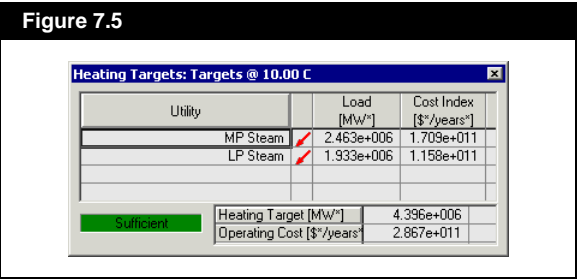 Figure 7.5
Heating Targets: Targets @ 10.00 C
Utility Load [MW*] Cost Index [$*/years*]
MP Steam 2.463e+006 1.709e+011
LP Steam 1.933e+006 1.158e+011
Sufficient
Heating Target [MW*] 4.396e+006
Operating Cost [$*/years* 2.867e+011